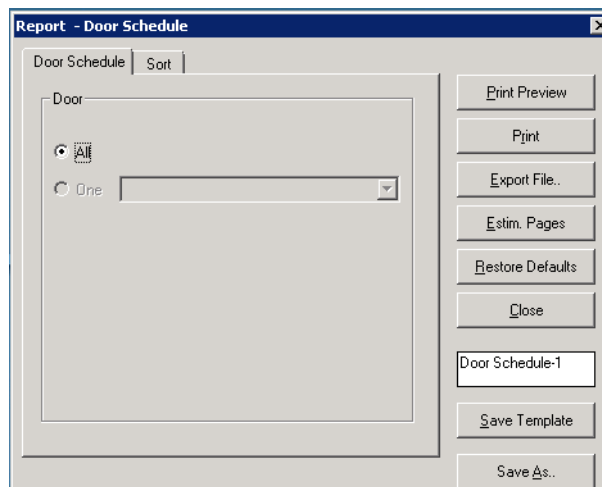 Report - Door Schedule
Door Schedule
Sort
Door
All
One
Print Preview
Print
Export File..
Estim. Pages
Restore Defaults
Close
Door Schedule-1
Save Template
Save As..